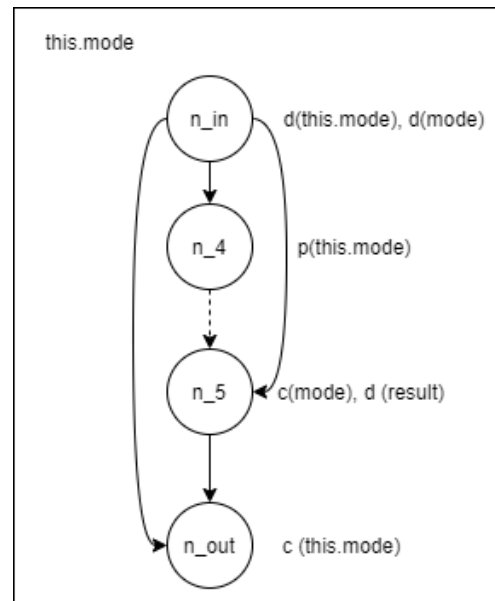 this.mode
n_in
d(this.mode), d(mode)
n_4
p(this.mode)
n_5
c(mode), d (result)
n_out
c (this.mode)